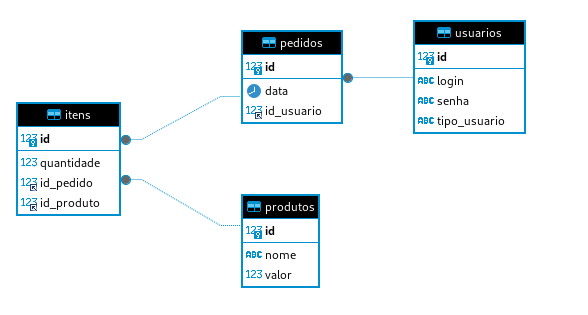 itens
123 id
123 quantidade
123 id_pedido
123 id_produto
pedidos
123 id
data
123 id_usuario
usuarios
123 id
ABC login
ABC senha
ABC tipo_usuario
produtos
123 id
ABC nome
123 valor